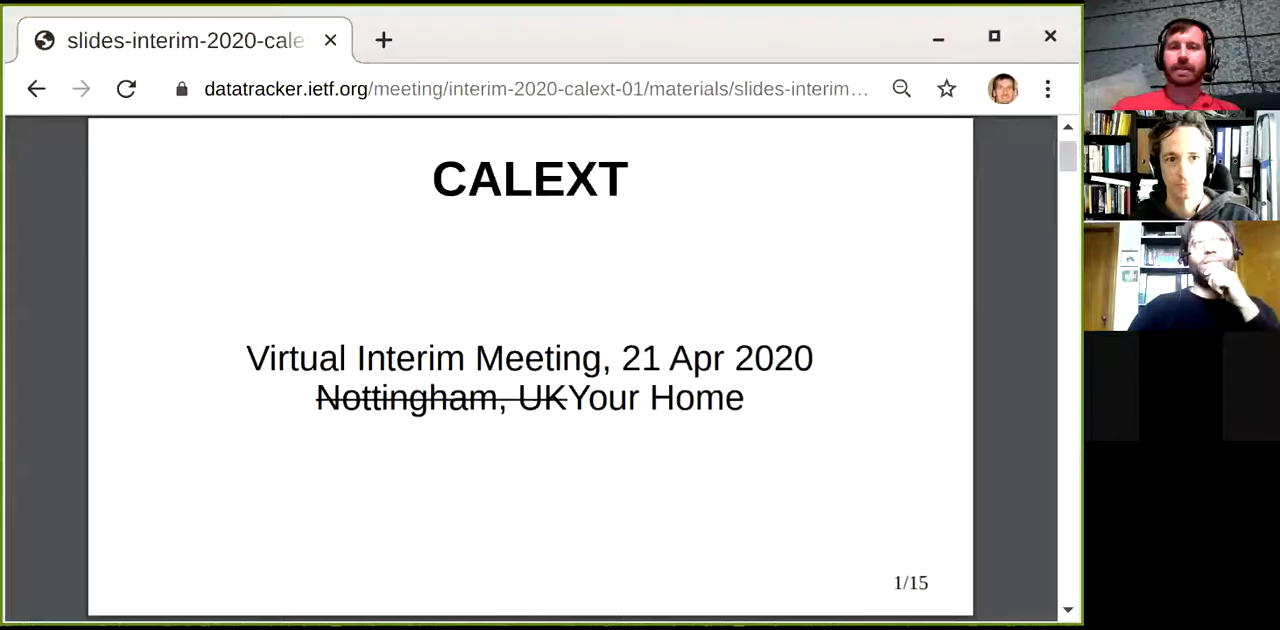 slides-interim-2020-cale
datatracker.ietf.org/meeting/interim-2020-calext-01/materials/slides-interim…
CALEXT
Virtual Interim Meeting, 21 Apr 2020
Nottingham, UKYour Home
1/15